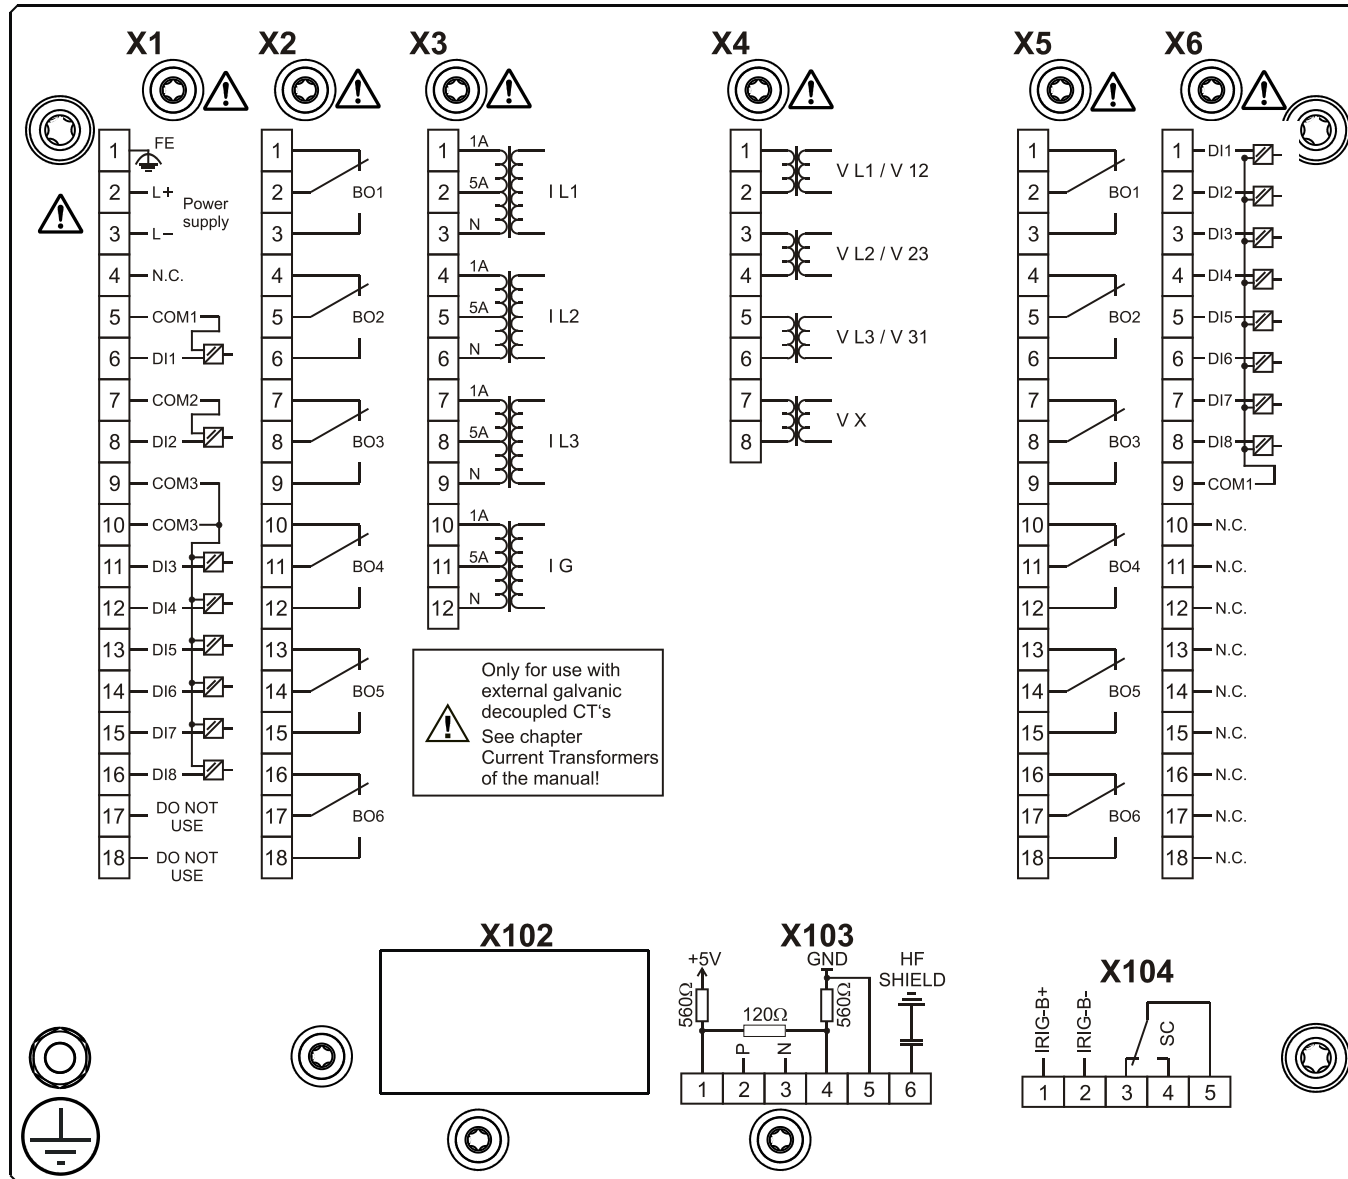 X1
1 FE
2 L+
Power
supply
3 L−
4 N.C.
5 COM1
6 DI1
7 COM2
8 DI2
9 COM3
10 COM3
11 DI3
12 DI4
13 DI5
14 DI6
15 DI7
16 DI8
17 DO NOT
USE
18 DO NOT
USE
X2
1
2 BO1
3
4
5 BO2
6
7
8 BO3
9
10
11 BO4
12
13
14 BO5
15
16
17 BO6
18
X3
1 1A
2 5A I L1
3 N
4 1A
5 5A I L2
6 N
7 1A
8 5A I L3
9 N
10 1A
11 5A I G
12 N
Only for use with
external galvanic
decoupled CT‘s
See chapter
Current Transformers
of the manual!
X4
1
V L1 / V 12
2
3
V L2 / V 23
4
5
V L3 / V 31
6
7
V X
8
X5
1
2 BO1
3
4
5 BO2
6
7
8 BO3
9
10
11 BO4
12
13
14 BO5
15
16
17 BO6
18
X6
1 DI1
2 DI2
3 DI3
4 DI4
5 DI5
6 DI6
7 DI7
8 DI8
9 COM1
10 N.C.
11 N.C.
12 N.C.
13 N.C.
14 N.C.
15 N.C.
16 N.C.
17 N.C.
18 N.C.
X102
X103
+5V GND HF
SHIELD
560Ω 120Ω 560Ω
P N
1 2 3 4 5 6
X104
IRIG-B+ IRIG-B- SC
1 2 3 4 5